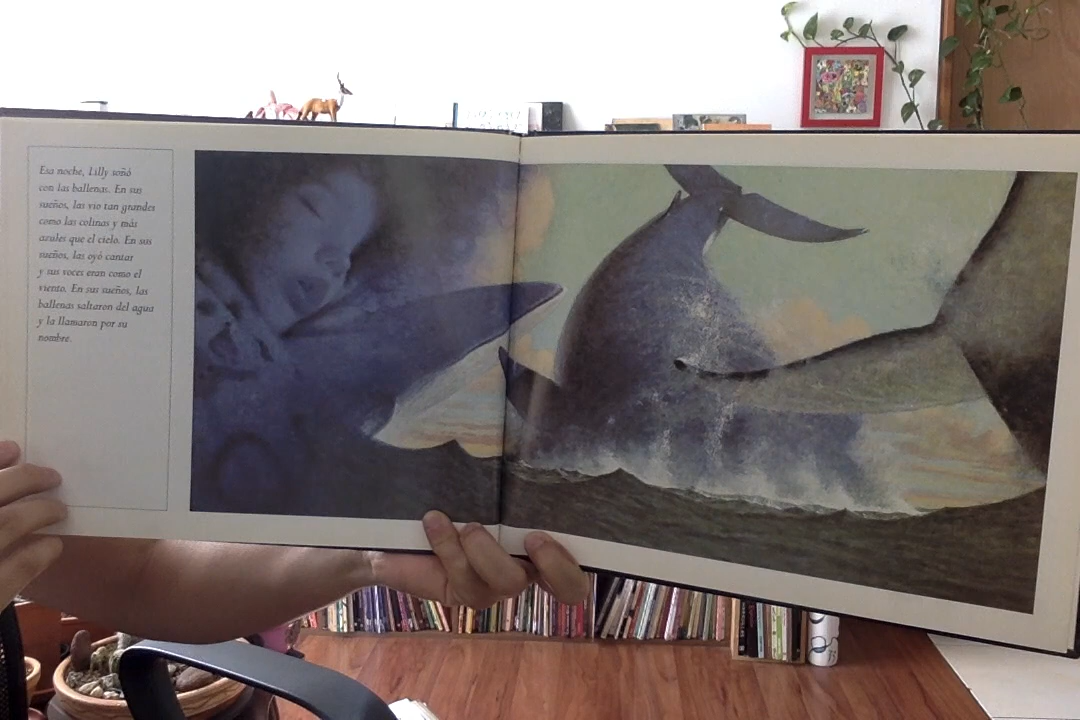 Esa noche, Lilly soñó
con las ballenas. En sus
sueños, las vio tan grandes
como las colinas y más
azules que el cielo. En sus
sueños, las oyó cantar
y sus voces eran como el
viento. En sus sueños, las
ballenas saltaron del agua
y la llamaron por su
nombre.